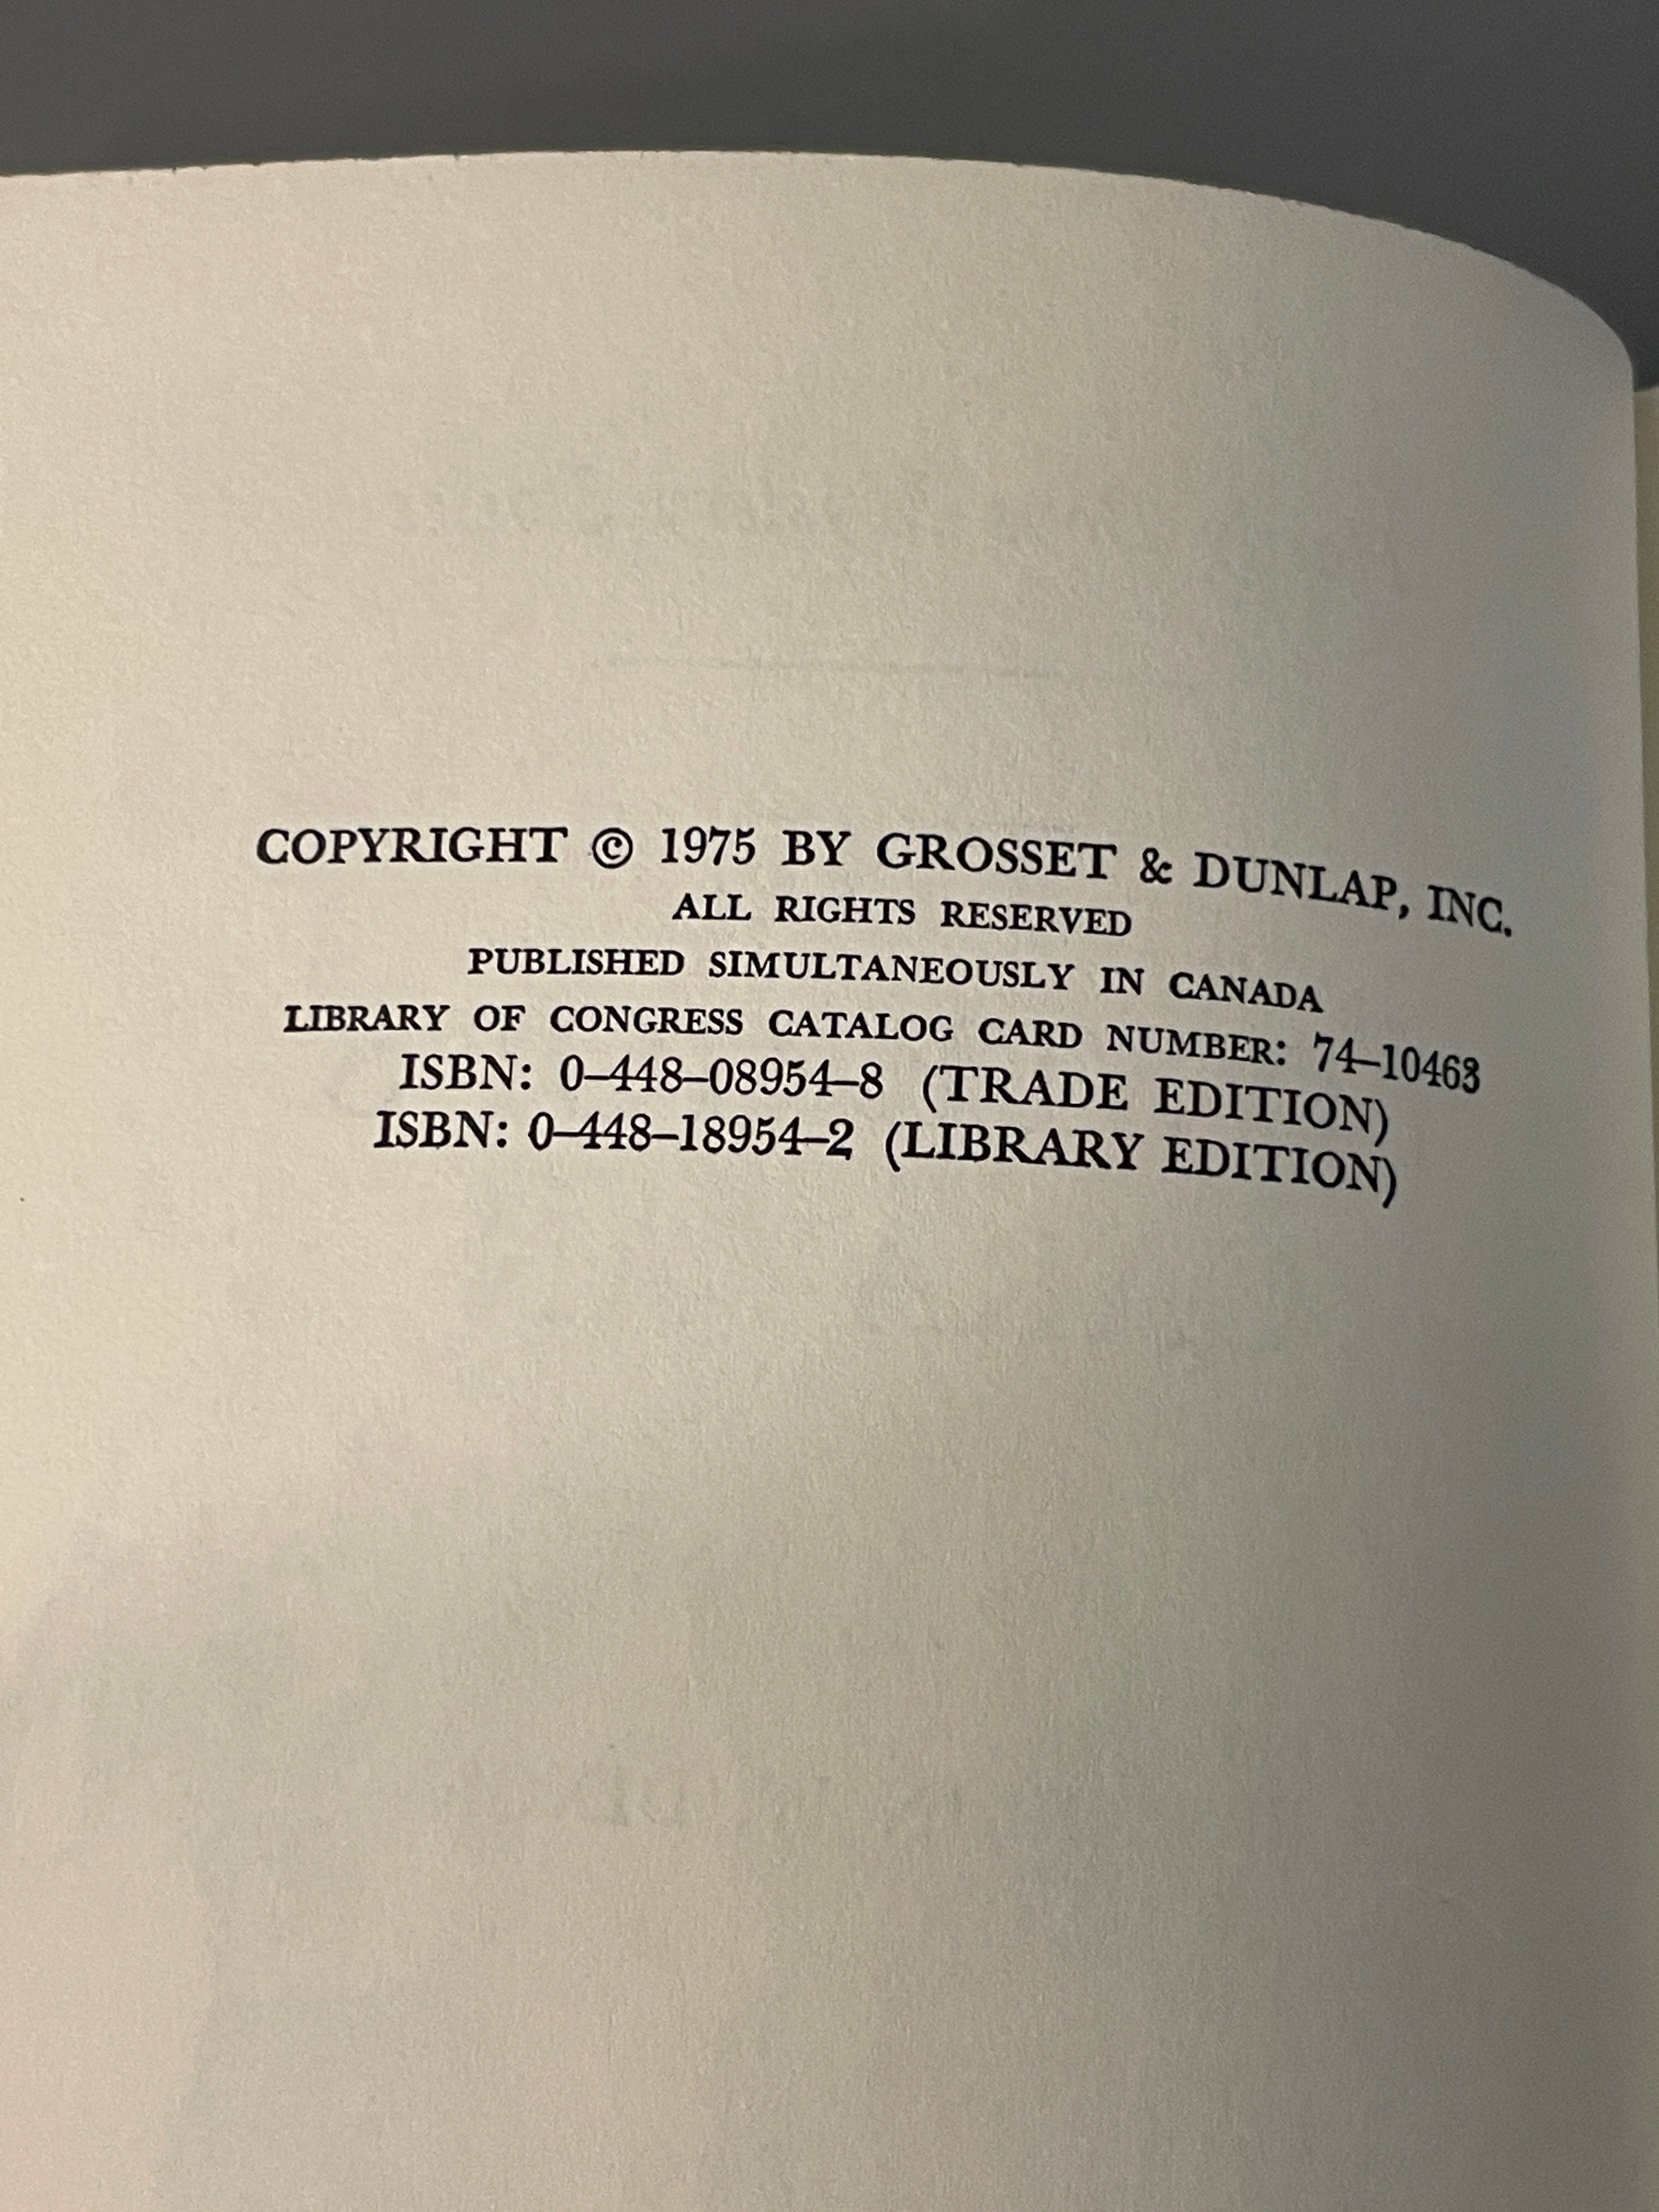 COPYRIGHT © 1975 BY GROSSET & DUNLAP, INC.
ALL RIGHTS RESERVED
PUBLISHED SIMULTANEOUSLY IN CANADA
LIBRARY OF CONGRESS CATALOG CARD NUMBER: 74–10463
ISBN: 0–448–08954–8 (TRADE EDITION)
ISBN: 0–448–18954–2 (LIBRARY EDITION)